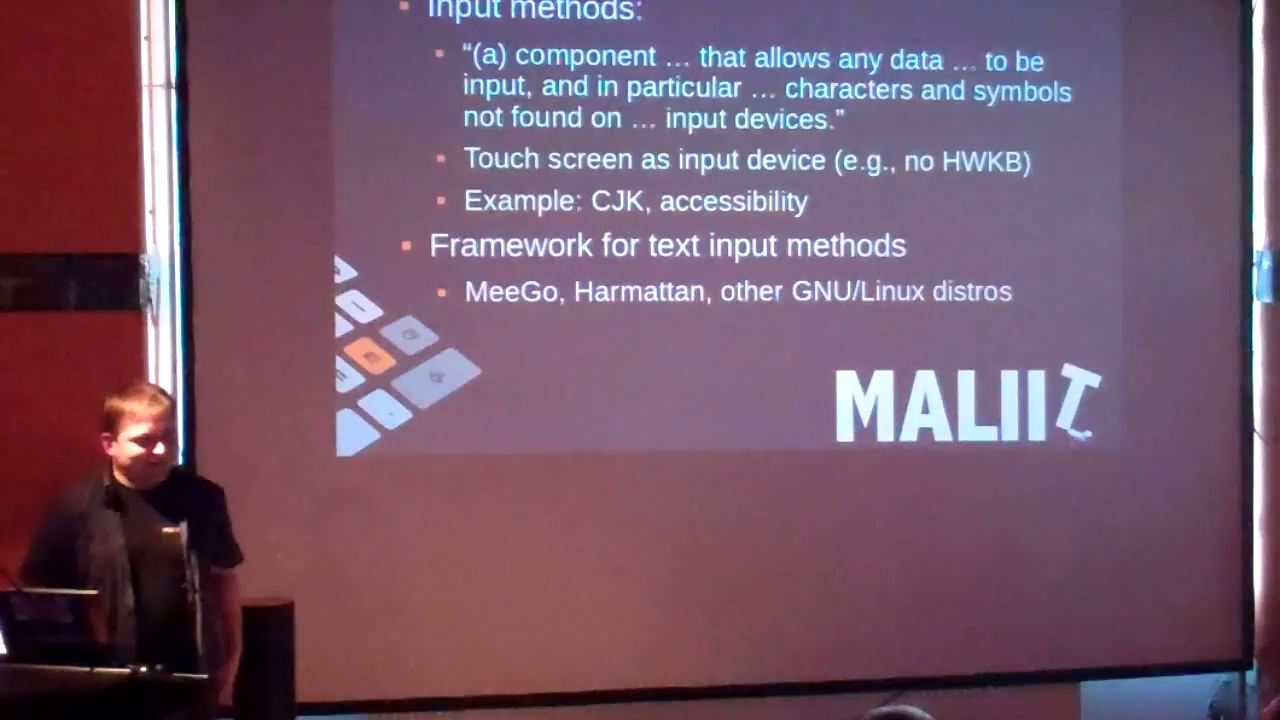 Input methods:
“(a) component … that allows any data … to be
input, and in particular … characters and symbols
not found on … input devices.”
Touch screen as input device (e.g., no HWKB)
Example: CJK, accessibility
Framework for text input methods
MeeGo, Harmattan, other GNU/Linux distros
MALIIT